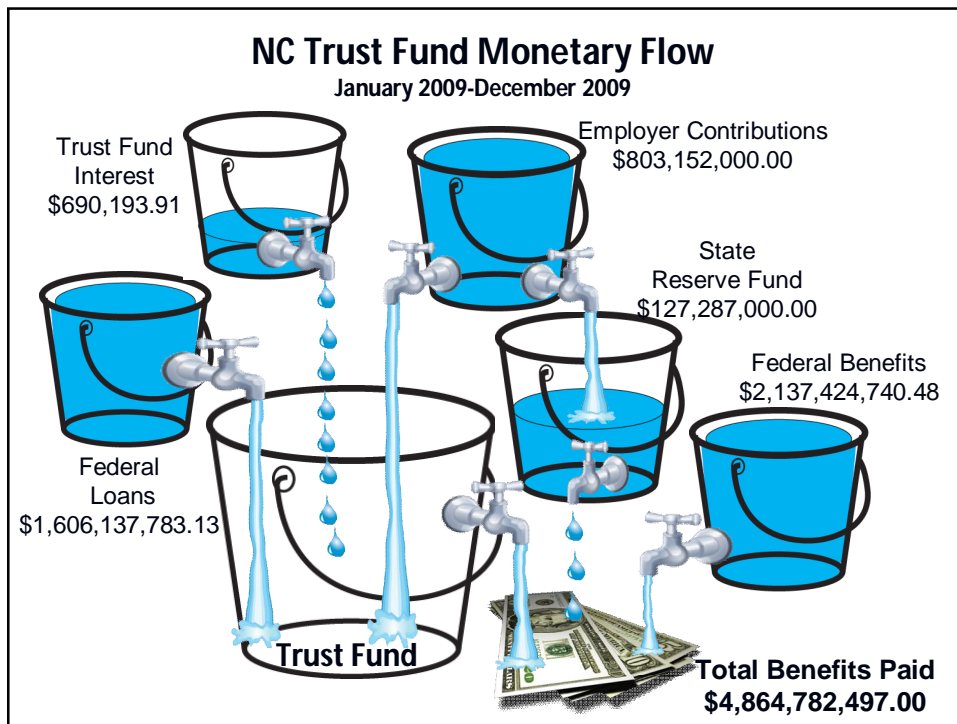 NC Trust Fund Monetary Flow
January 2009-December 2009
Trust Fund
Interest
$690,193.91
Employer Contributions
$803,152,000.00
State
Reserve Fund
$127,287,000.00
Federal Benefits
$2,137,424,740.48
Federal
Loans
$1,606,137,783.13
Trust Fund
Total Benefits Paid
$4,864,782,497.00